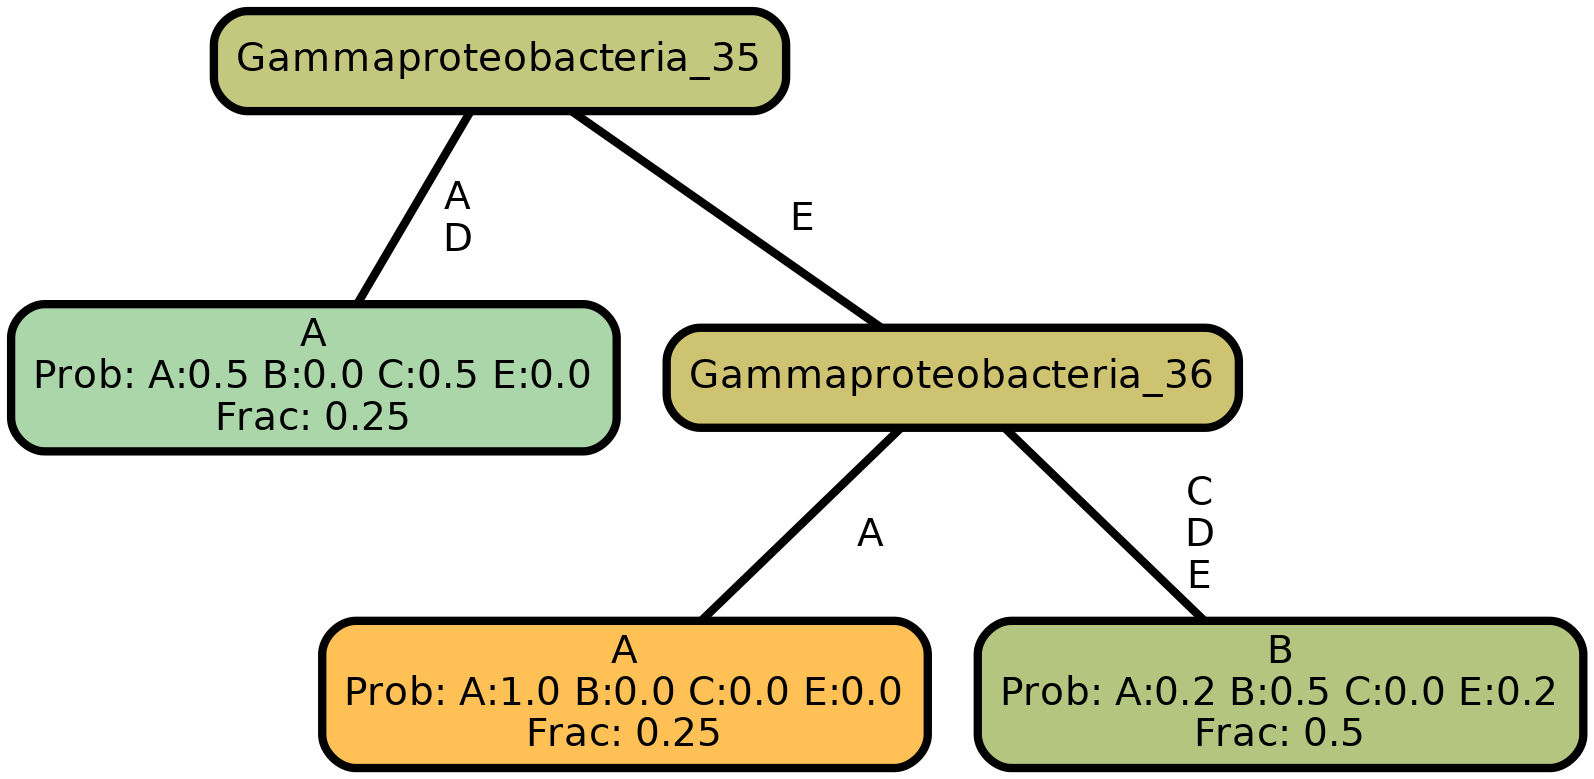 Gammaproteobacteria_35
A
D
E
A
Prob: A:0.5 B:0.0 C:0.5 E:0.0
Frac: 0.25
Gammaproteobacteria_36
A
C
D
E
A
Prob: A:1.0 B:0.0 C:0.0 E:0.0
Frac: 0.25
B
Prob: A:0.2 B:0.5 C:0.0 E:0.2
Frac: 0.5